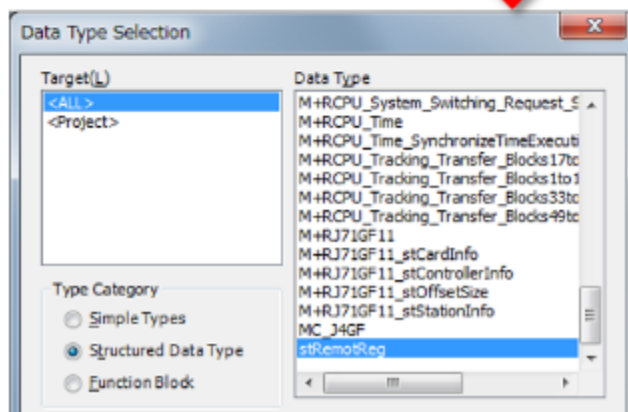 Data Type Selection
Target(L)
<ALL>
<Project>
Type Category
Simple Types
Structured Data Type
Function Block
Data Type
M+RCPU_System_Switching_Request_S
M+RCPU_Time
M+RCPU_Time_SynchronizeTimeExecuti
M+RCPU_Tracking_Transfer_Blocks17to
M+RCPU_Tracking_Transfer_Blocks1to1
M+RCPU_Tracking_Transfer_Blocks33to
M+RCPU_Tracking_Transfer_Blocks49to
M+RJ71GF11
M+RJ71GF11_stCardInfo
M+RJ71GF11_stControllerInfo
M+RJ71GF11_stOffsetSize
M+RJ71GF11_stStationInfo
MC_J4GF
stRemotReg